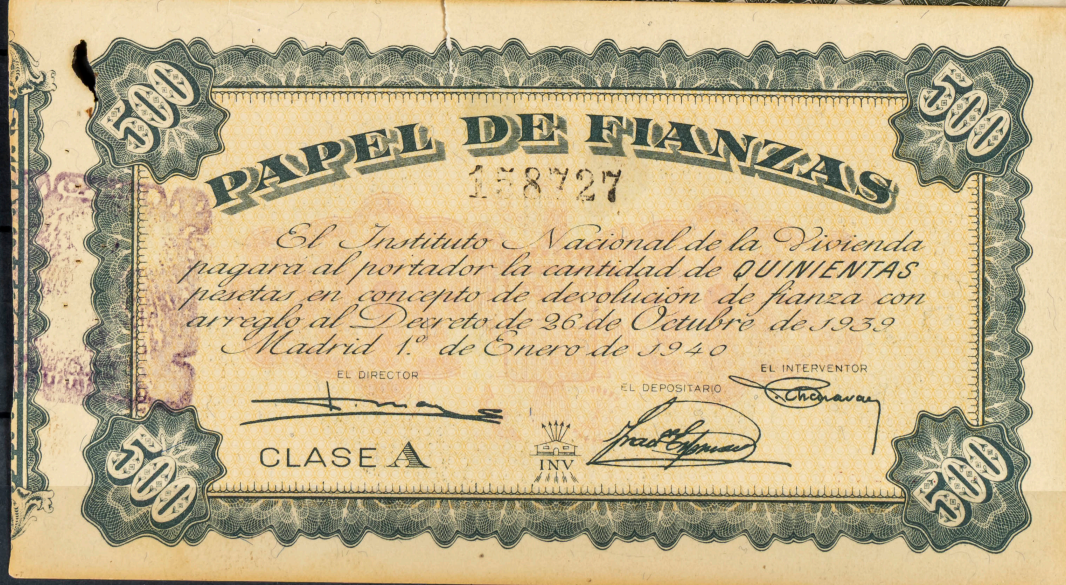 500 500
PAPEL DE FIANZAS
158727
El Instituto Nacional de la Vivienda
pagará al portador la cantidad de QUINIENTAS
pesetas en concepto de devolución de fianza con
arreglo al Decreto de 26 de Octubre de 1939
Madrid 1º de Enero de 1940
EL DIRECTOR
EL DEPOSITARIO
EL INTERVENTOR
CLASE A
INV
500 500